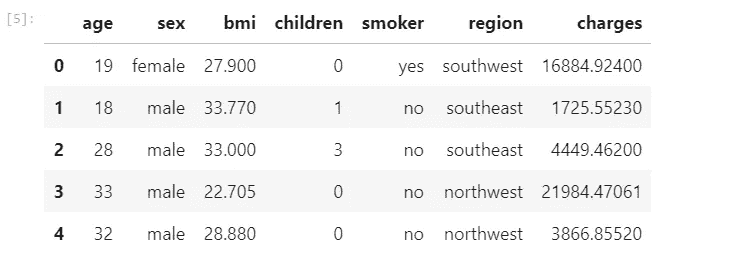 [5]:
age sex bmi children smoker region charges
0 19 female 27.900 0 yes southwest 16884.92400
1 18 male 33.770 1 no southeast 1725.55230
2 28 male 33.000 3 no southeast 4449.46200
3 33 male 22.705 0 no northwest 21984.47061
4 32 male 28.880 0 no northwest 3866.85520